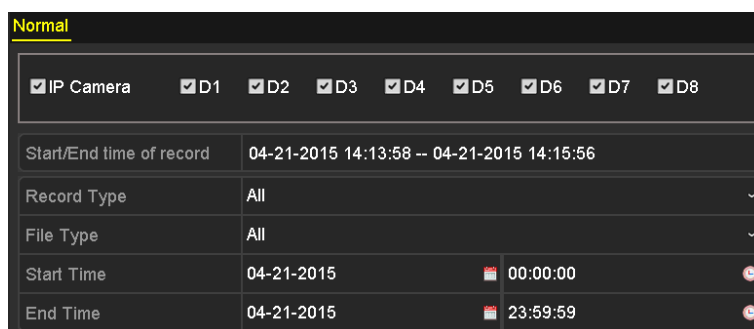 Normal
IP Camera D1 D2 D3 D4 D5 D6 D7 D8
Start/End time of record 04-21-2015 14:13:58 -- 04-21-2015 14:15:56
Record Type All
File Type All
Start Time 04-21-2015 00:00:00
End Time 04-21-2015 23:59:59